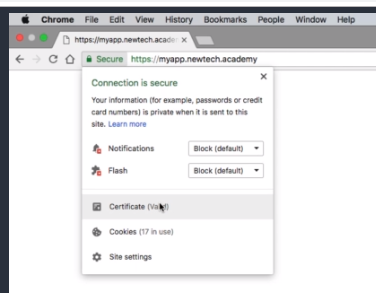 Chrome File Edit View History Bookmarks People Window Help
https://myapp.newtech.academ
Secure https://myapp.newtech.academy
Connection is secure
Your information (for example, passwords or credit
card numbers) is private when it is sent to this
site. Learn more
Notifications Block (default)
Flash Block (default)
Certificate (Valid)
Cookies (17 in use)
Site settings